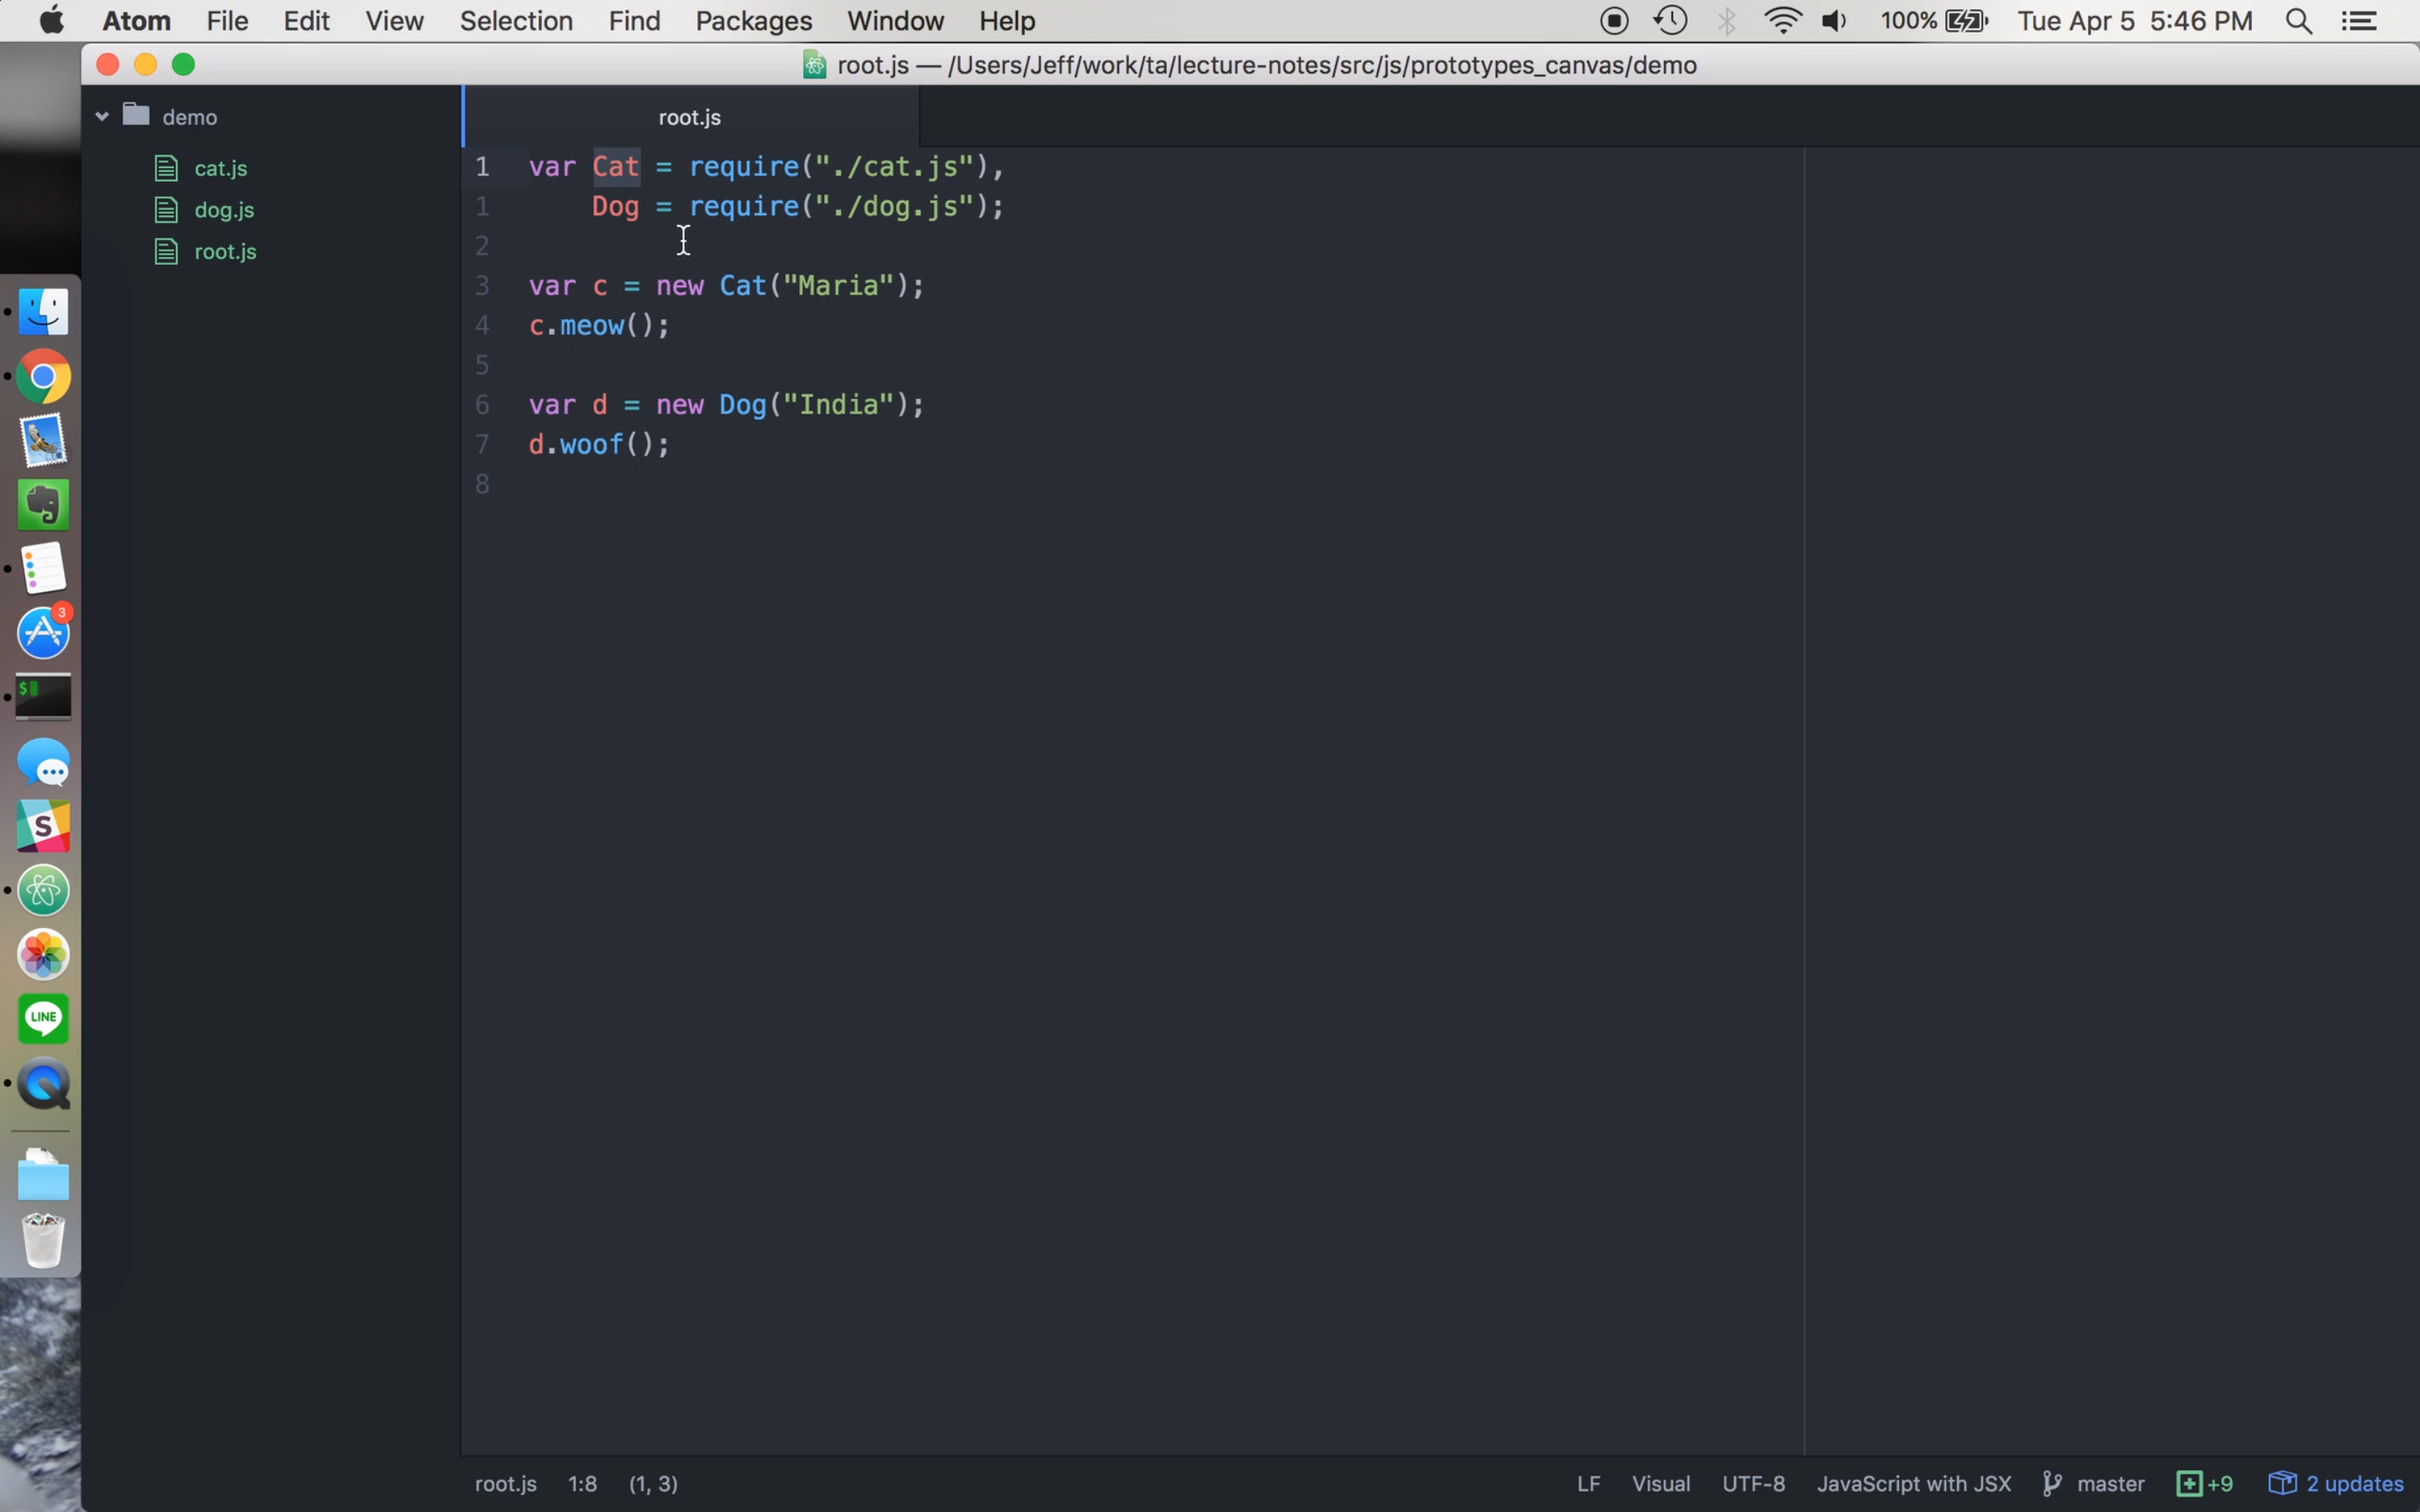 Atom File Edit View Selection Find Packages Window Help 100% Tue Apr 5 5:46 PM
root.js — /Users/Jeff/work/ta/lecture-notes/src/js/prototypes_canvas/demo
demo
cat.js
dog.js
root.js
root.js
1 var Cat = require("./cat.js"),
1 Dog = require("./dog.js");
2
3 var c = new Cat("Maria");
4 c.meow();
5
6 var d = new Dog("India");
7 d.woof();
8
3
$
S
LINE
root.js 1:8 (1, 3) LF Visual UTF-8 JavaScript with JSX master +9 2 updates